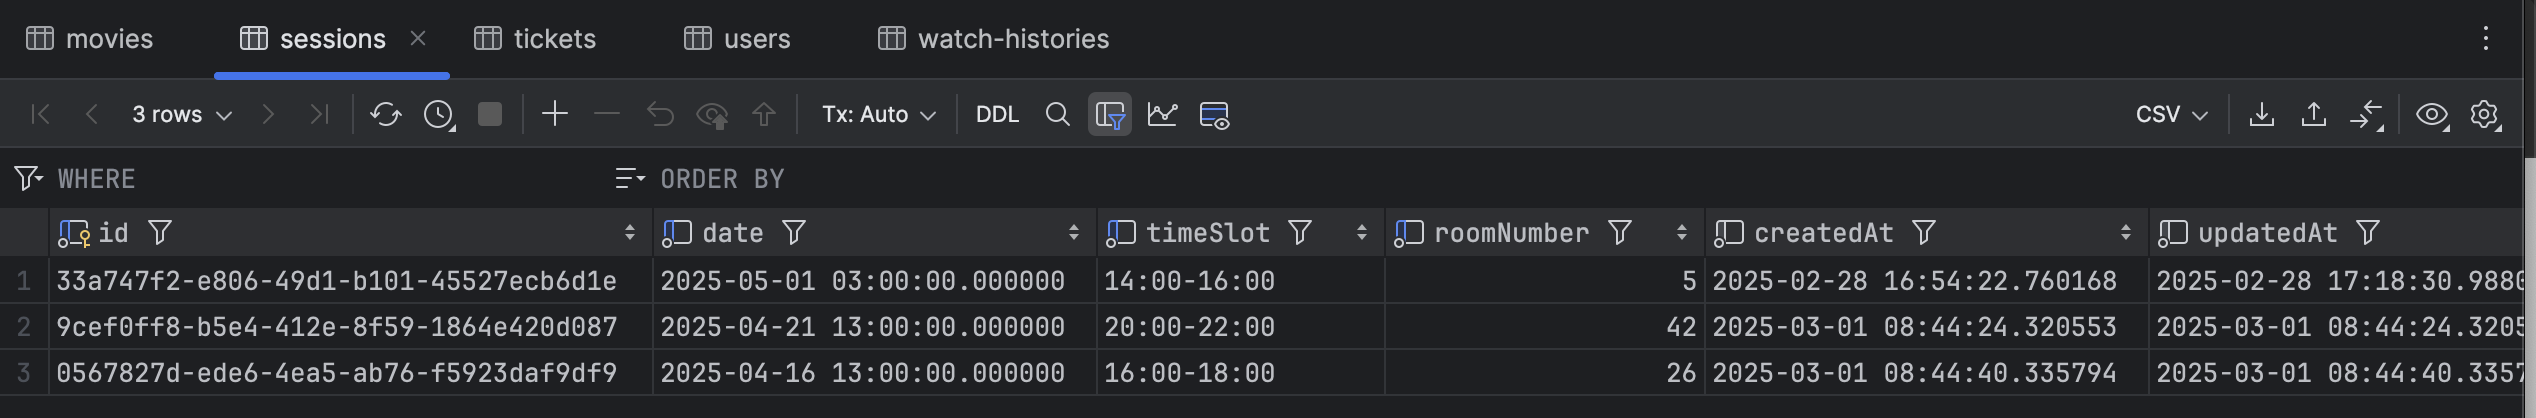 movies sessions tickets users watch-histories
3 rows Tx: Auto DDL CSV
WHERE ORDER BY
id date timeSlot roomNumber createdAt updatedAt
1 33a747f2-e806-49d1-b101-45527ecb6d1e 2025-05-01 03:00:00.000000 14:00-16:00 5 2025-02-28 16:54:22.760168 2025-02-28 17:18:30.9880
2 9cef0ff8-b5e4-412e-8f59-1864e420d087 2025-04-21 13:00:00.000000 20:00-22:00 42 2025-03-01 08:44:24.320553 2025-03-01 08:44:24.3205
3 0567827d-ede6-4ea5-ab76-f5923daf9df9 2025-04-16 13:00:00.000000 16:00-18:00 26 2025-03-01 08:44:40.335794 2025-03-01 08:44:40.3357